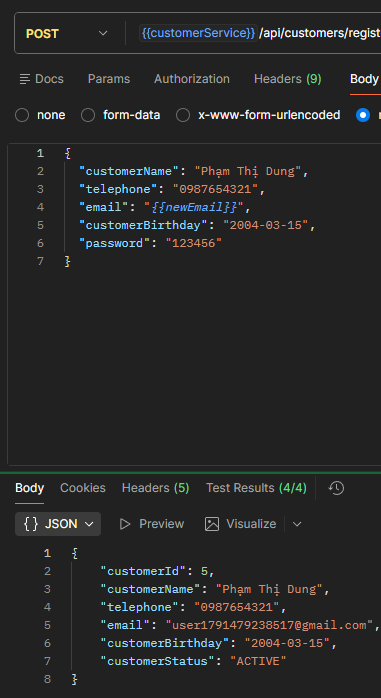 POST {{customerService}} /api/customers/regist
Docs Params Authorization Headers (9) Body
none form-data x-www-form-urlencoded
1 {
2 "customerName": "Phạm Thị Dung",
3 "telephone": "0987654321",
4 "email": "{{newEmail}}",
5 "customerBirthday": "2004-03-15",
6 "password": "123456"
7 }
Body Cookies Headers (5) Test Results (4/4)
{} JSON Preview Visualize
1 {
2 "customerId": 5,
3 "customerName": "Phạm Thị Dung",
4 "telephone": "0987654321",
5 "email": "user1791479238517@gmail.com",
6 "customerBirthday": "2004-03-15",
7 "customerStatus": "ACTIVE"
8 }